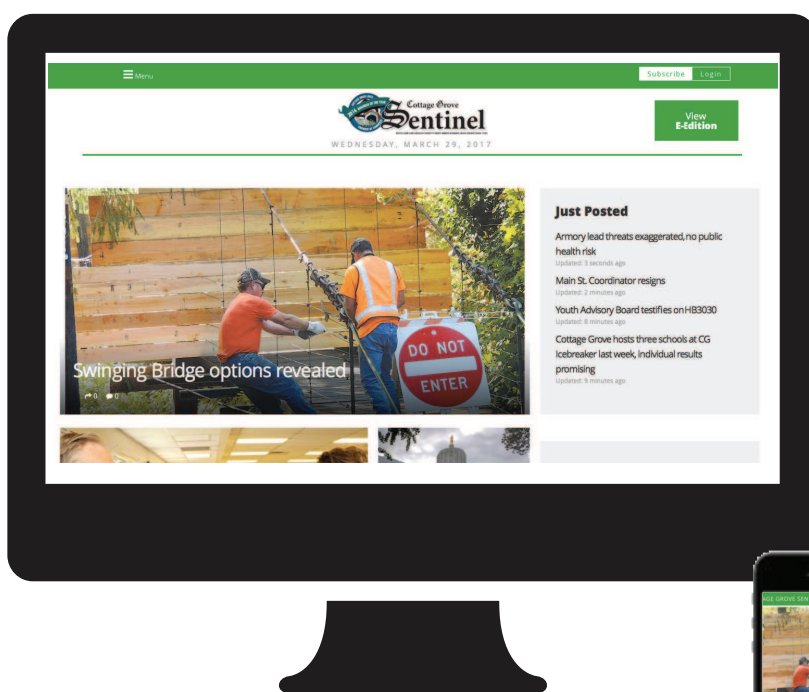 Menu
Subscribe Login
Cottage Grove
Sentinel
WEDNESDAY, MARCH 29, 2017
View
E-Edition
Just Posted
Armory lead threats exaggerated, no public
health risk
Updated: 3 seconds ago
Main St. Coordinator resigns
Updated: 2 minutes ago
Youth Advisory Board testifies on HB3030
Updated: 8 minutes ago
Cottage Grove hosts three schools at CG
Icebreaker last week, individual results
promising
Updated: 9 minutes ago
DO NOT
ENTER
Swinging Bridge options revealed
0 0
AGE GROVE SEN